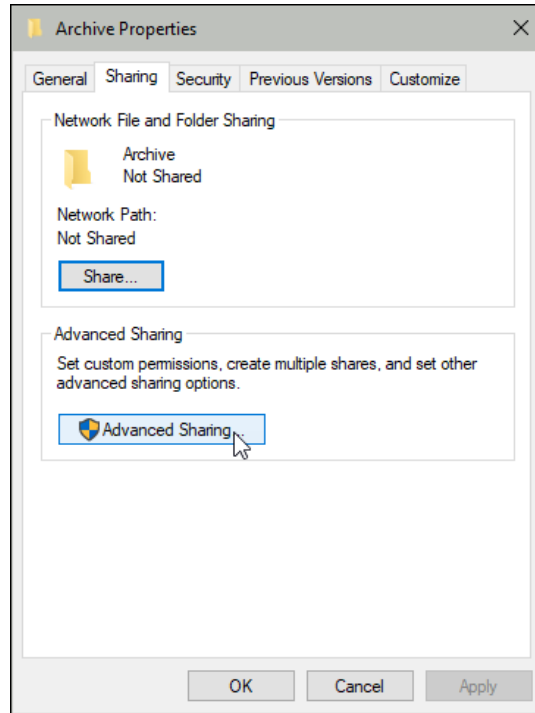 Archive Properties
General Sharing Security Previous Versions Customize
Network File and Folder Sharing
Archive
Not Shared
Network Path:
Not Shared
Share...
Advanced Sharing
Set custom permissions, create multiple shares, and set other
advanced sharing options.
Advanced Sharing...
OK Cancel Apply